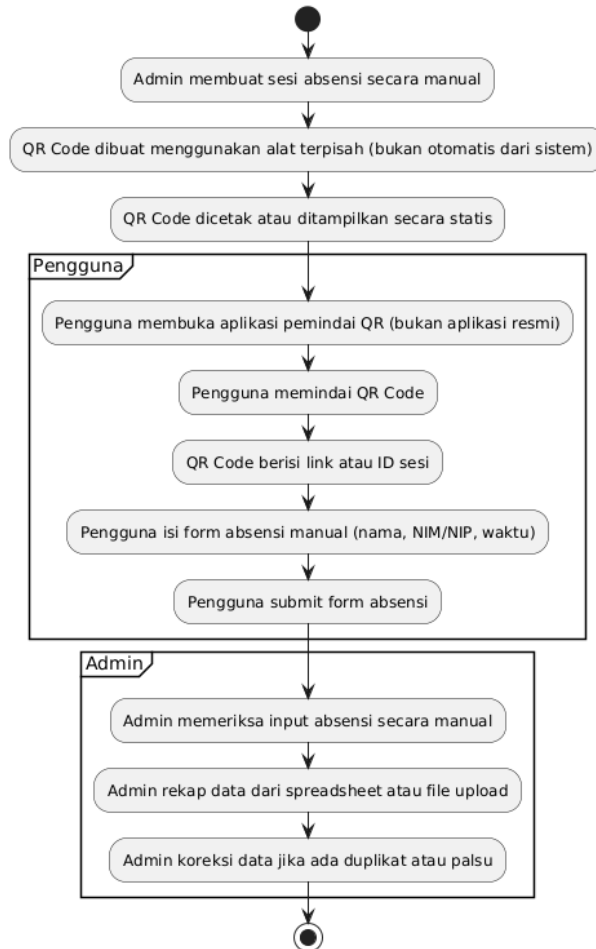 Admin membuat sesi absensi secara manual
QR Code dibuat menggunakan alat terpisah (bukan otomatis dari sistem)
QR Code dicetak atau ditampilkan secara statis
Pengguna
Pengguna membuka aplikasi pemindai QR (bukan aplikasi resmi)
Pengguna memindai QR Code
QR Code berisi link atau ID sesi
Pengguna isi form absensi manual (nama, NIM/NIP, waktu)
Pengguna submit form absensi
Admin
Admin memeriksa input absensi secara manual
Admin rekap data dari spreadsheet atau file upload
Admin koreksi data jika ada duplikat atau palsu